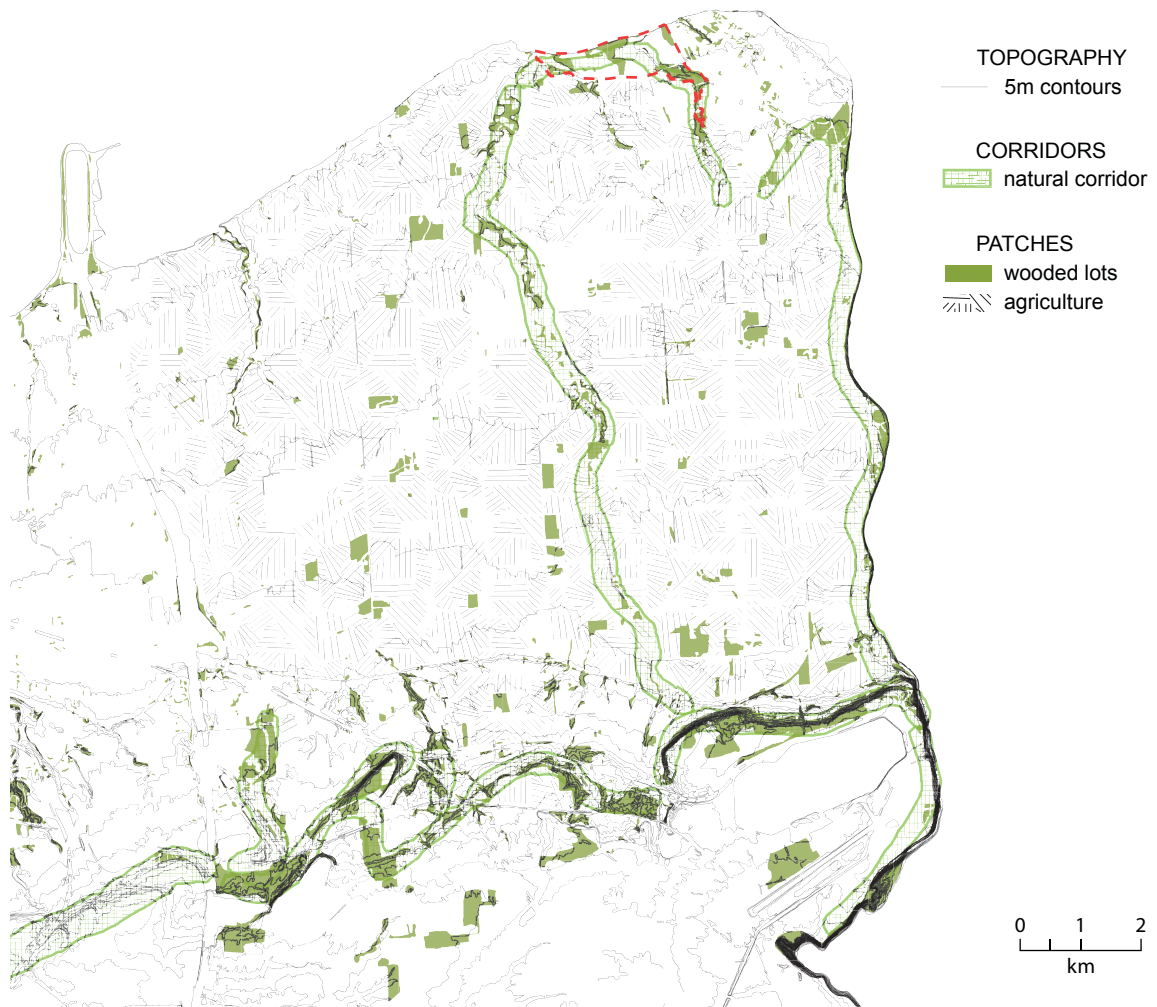 TOPOGRAPHY
5m contours
CORRIDORS
natural corridor
PATCHES
wooded lots
agriculture
0 1 2
km